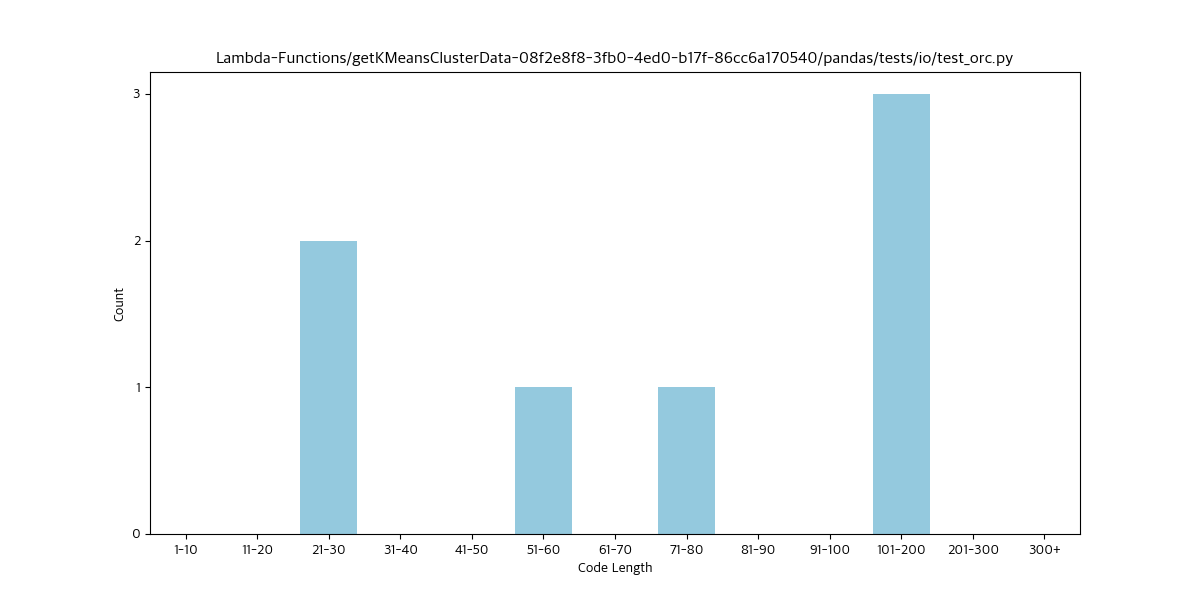 Lambda-Functions/getKMeansClusterData-08f2e8f8-3fb0-4ed0-b17f-86cc6a170540/pandas/tests/io/test_orc.py
3
2
1
0
Count
1-10 11-20 21-30 31-40 41-50 51-60 61-70 71-80 81-90 91-100 101-200 201-300 300+
Code Length